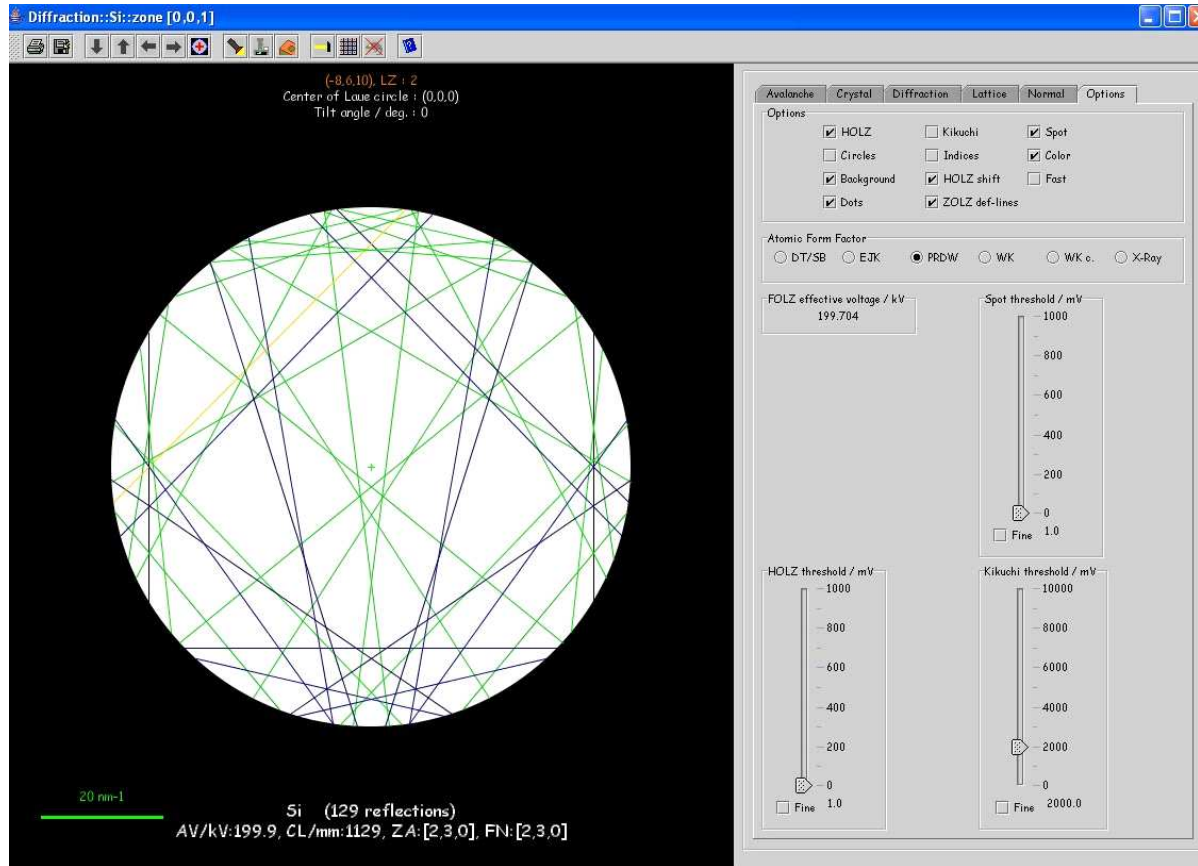 Diffraction::Si::zone [0,0,1]
(-8,6,10), LZ : 2
Center of Laue circle : (0,0,0)
Tilt angle / deg. : 0
20 nm-1
Si (129 reflections)
AV/kV:199.9, CL/mm:1129, ZA:[2,3,0], FN:[2,3,0]
Avalanche Crystal Diffraction Lattice Normal Options
Options
HOLZ Kikuchi Spot
Circles Indices Color
Background HOLZ shift Fast
Dots ZOLZ def-lines
Atomic Form Factor
DT/SB EJK PRDW WK WK c. X-Ray
FOLZ effective voltage / kV
199.704
Spot threshold / mV
1000
800
600
400
200
0
Fine 1.0
HOLZ threshold / mV
1000
800
600
400
200
0
Fine 1.0
Kikuchi threshold / mV
10000
8000
6000
4000
2000
0
Fine 2000.0